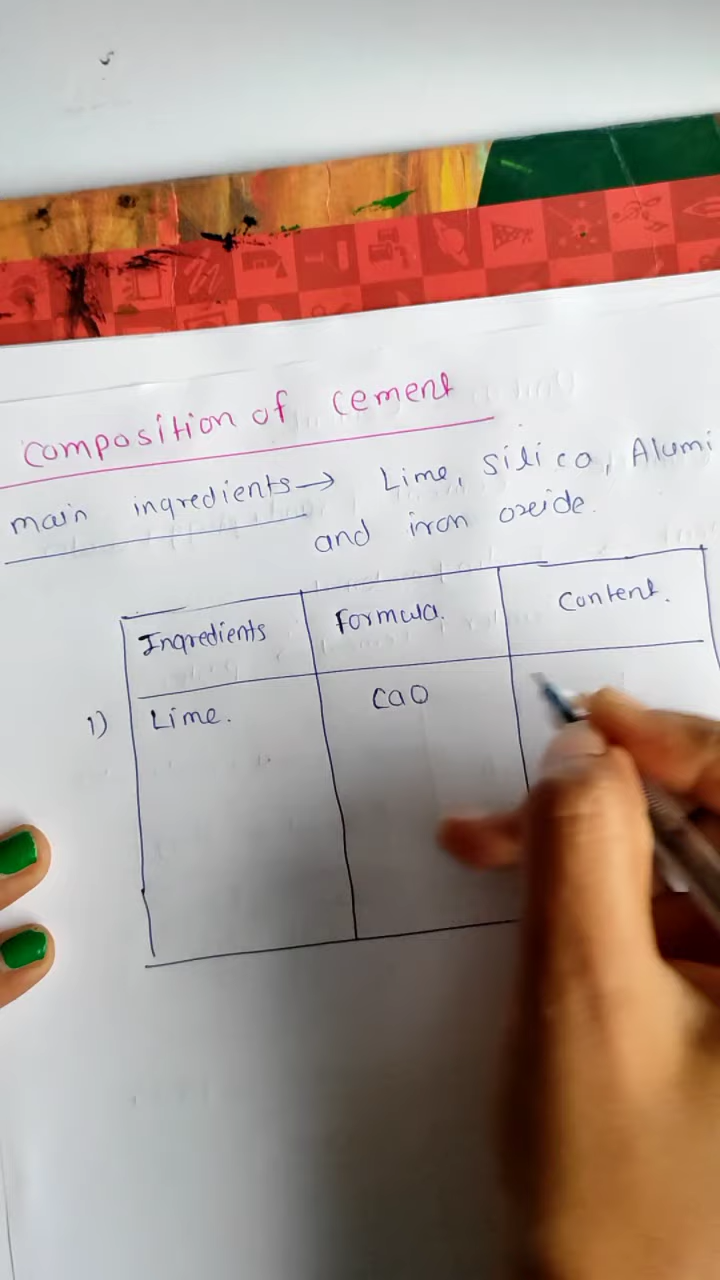 Composition of cement
main ingredients → Lime, Silica, Alumi
and iron oxide.
Ingredients Formula. Content.
1) Lime. CaO